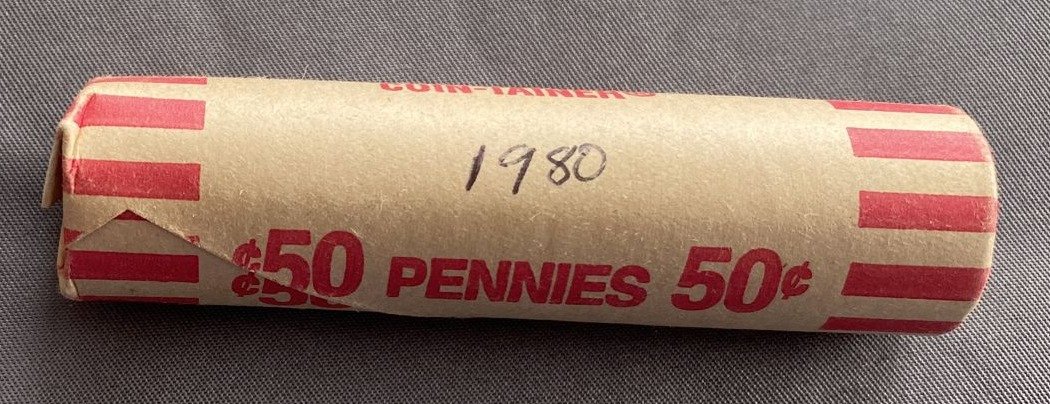 COIN-TAINER®
1980
¢50 PENNIES 50¢